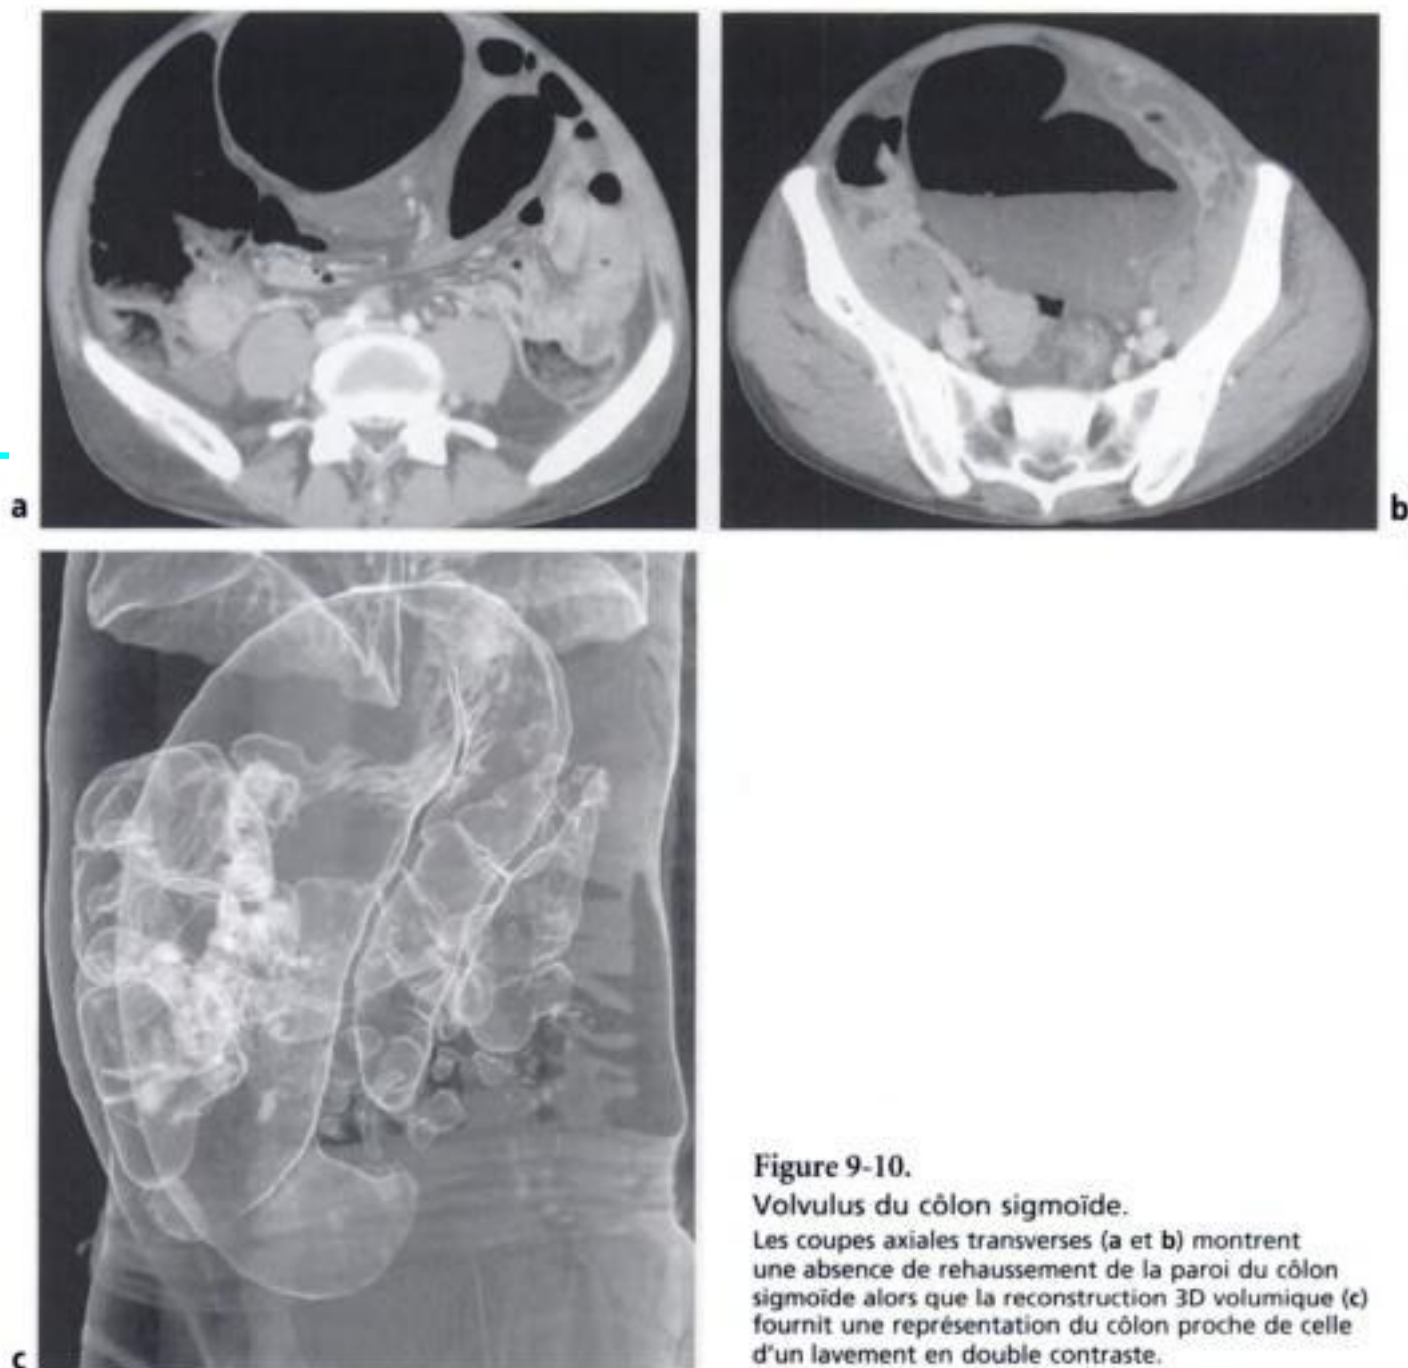 a
b
c
Figure 9-10.
Volvulus du côlon sigmoïde.
Les coupes axiales transverses (a et b) montrent
une absence de rehaussement de la paroi du côlon
sigmoïde alors que la reconstruction 3D volumique (c)
fournit une représentation du côlon proche de celle
d'un lavement en double contraste.